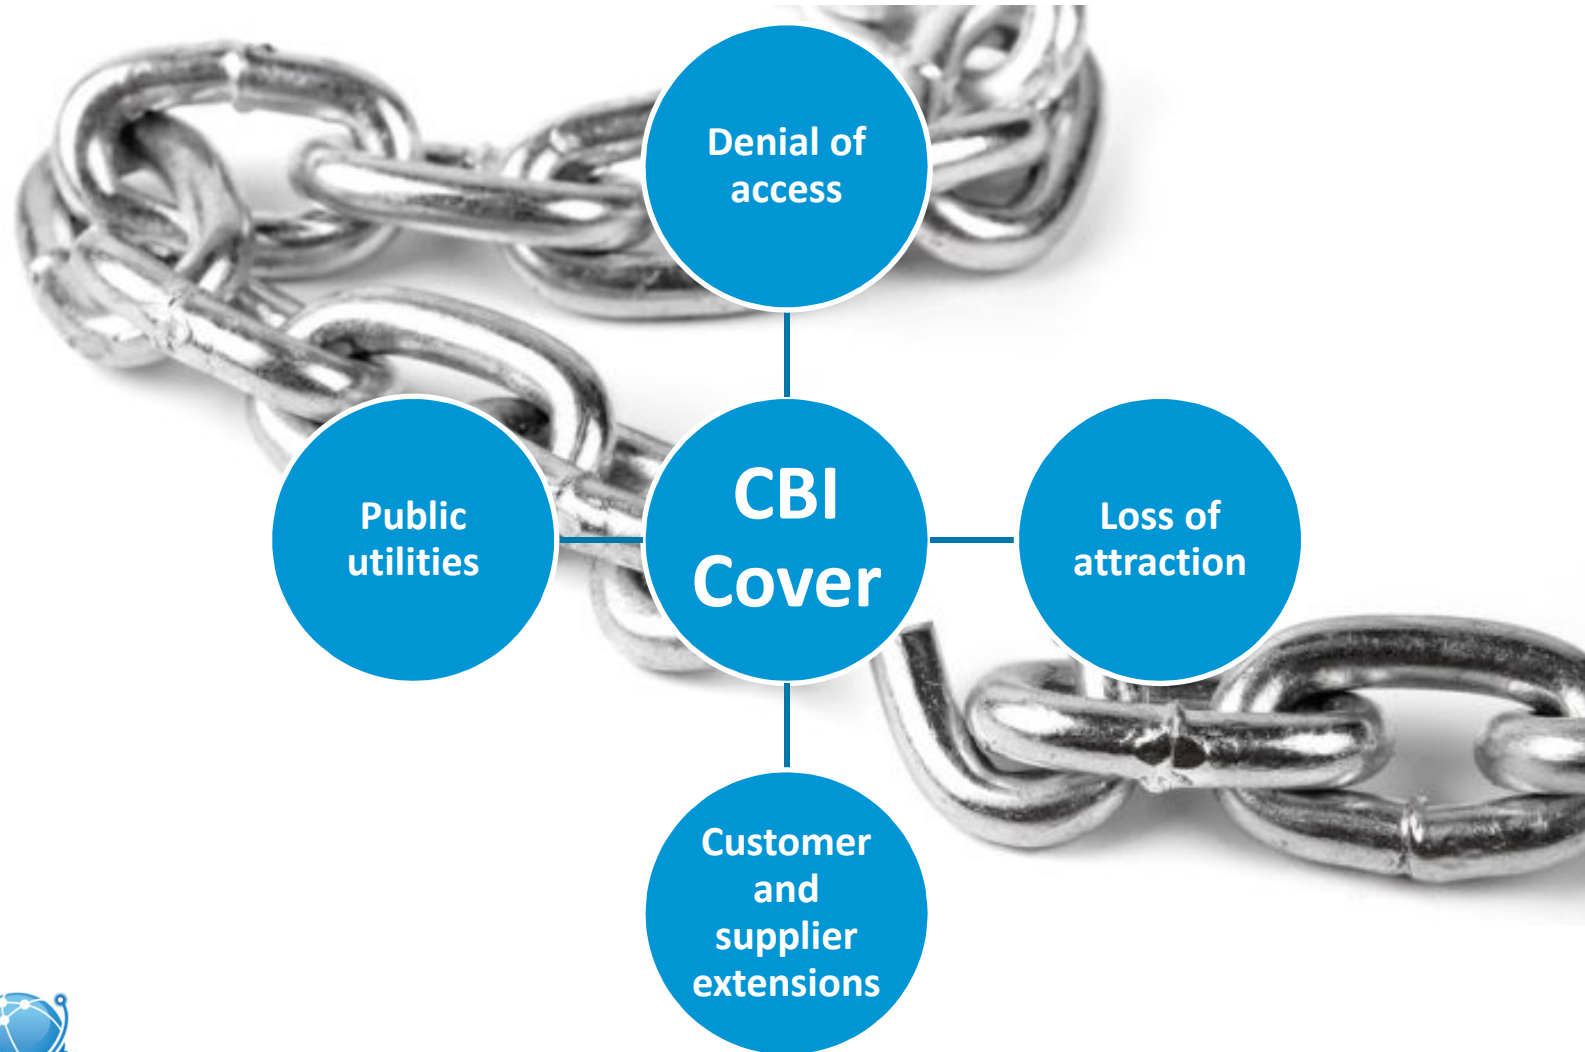 Denial of
access
Public
utilities
CBI
Cover
Loss of
attraction
Customer
and
supplier
extensions